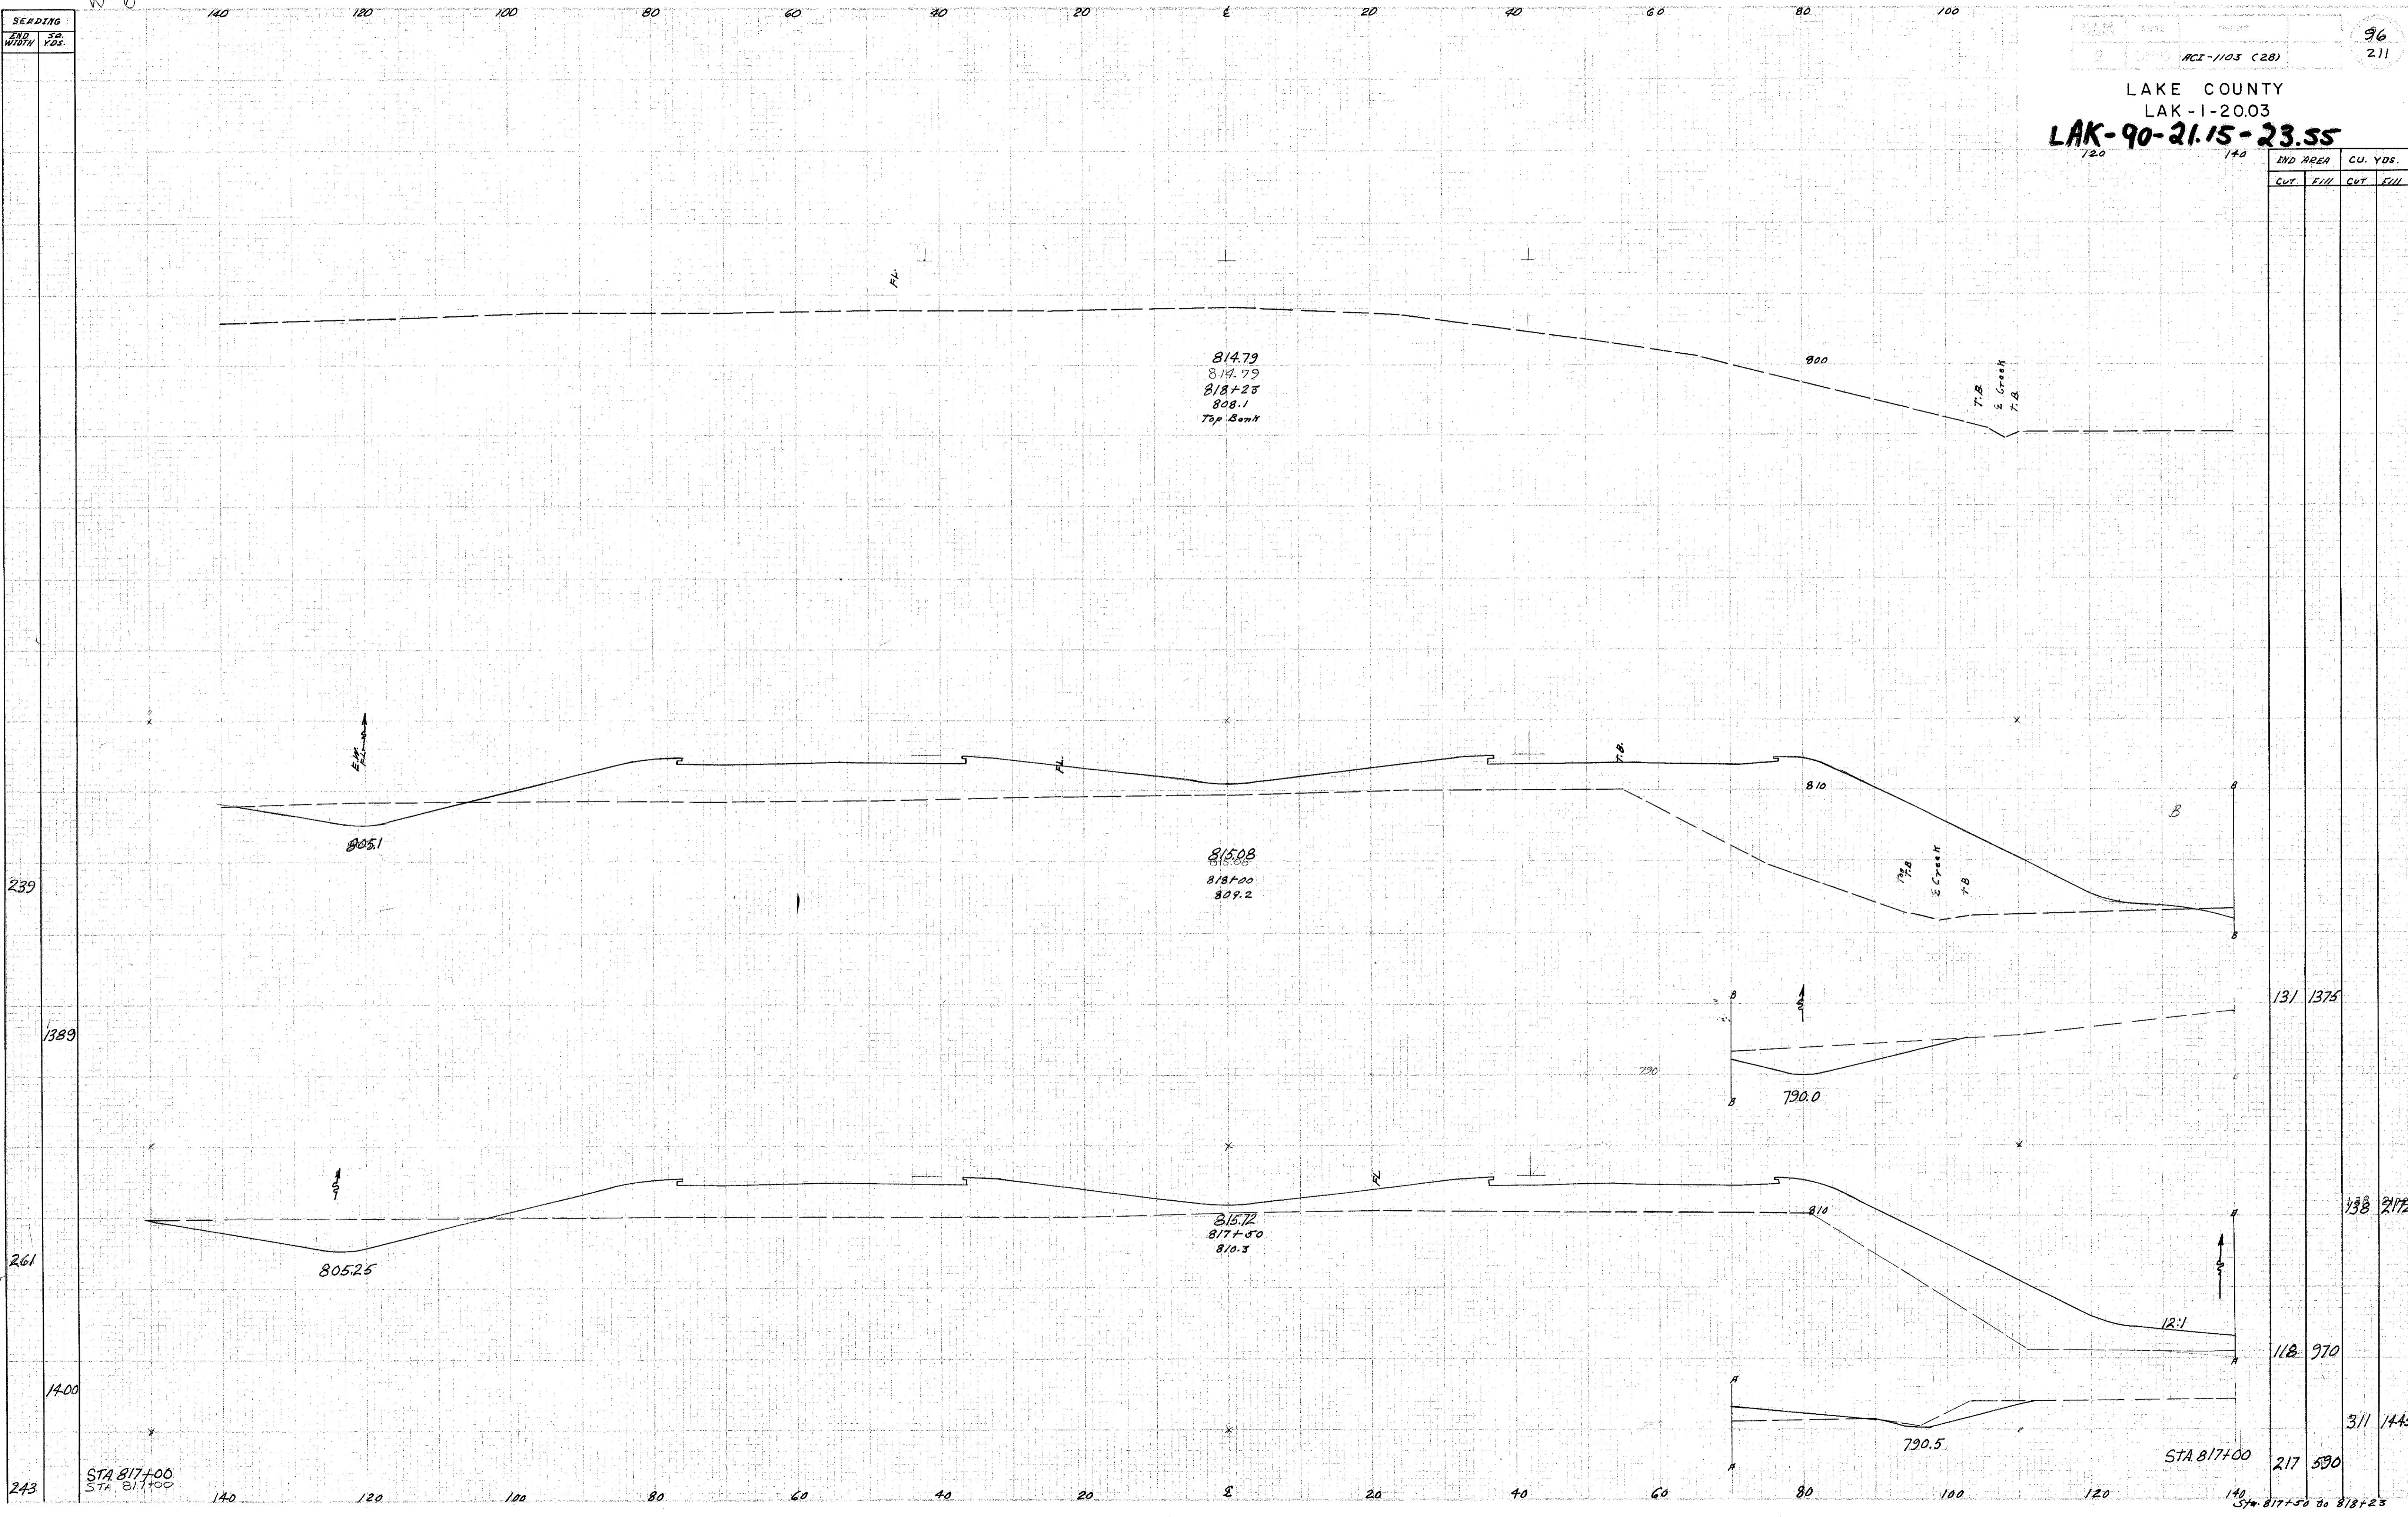 140 120 100 80 60 40 20 ℄ 20 40 60 80 100
SEEDING
END WIDTH SQ. YDS.
96
211
ACI-1103 (28)
LAKE COUNTY
LAK-1-20.03
LAK-90-21.15-23.55
120 140
END AREA CU. YDS.
CUT Fill CUT Fill
FL.
814.79
814.79
818+23
808.1
Top Bank
800
T.B.
℄ Creek
T.B.
FL
T.B.
810
B
B
805.1
815.08
815.08
818+00
809.2
Top
T.B
℄ Creek
T.B
239
B
131 1375
B
1389
790
790.0
B
FL
810
138 2172
A
815.72
817+50
810.3
261
805.25
12:1
118 970
A
1400
A
311
790.5
STA. 817+00
217 590
A
STA. 817+00
STA. 817+00
243
140 120 100 80 60 40 20 ℄ 20 40 60 80 100 120 140
Sta. 817+50 to 818+23